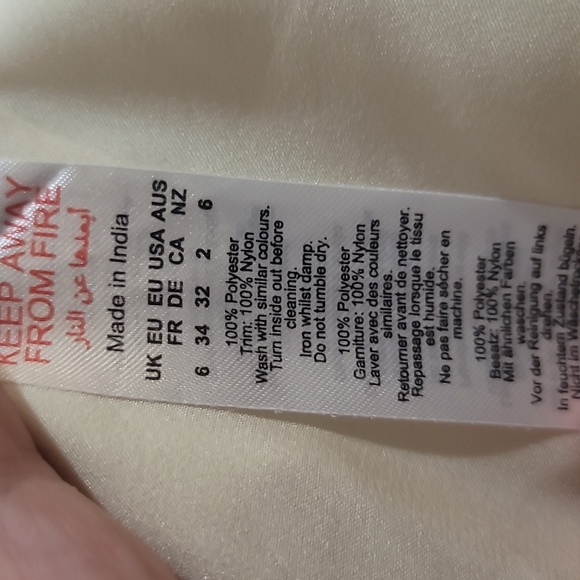 KEEP AWAY
FROM FIRE
أبعدها عن النار
Made in India
UK EU EU USA AUS
FR DE CA NZ
6 34 32 2 6
100% Polyester
Trim: 100% Nylon
Wash with similar colours.
Turn inside out before
cleaning.
Iron whilst damp.
Do not tumble dry.
100% Polyester
Garniture: 100% Nylon
Laver avec des couleurs
similaires.
Retourner avant de nettoyer.
Repassage lorsque le tissu
est humide.
Ne pas faire sécher en
machine.
100% Polyester
Besatz: 100% Nylon
Mit ähnlichen Farben
waschen.
Vor der Reinigung auf links
drehen.
In feuchtem Zustand bügeln.
Nicht im